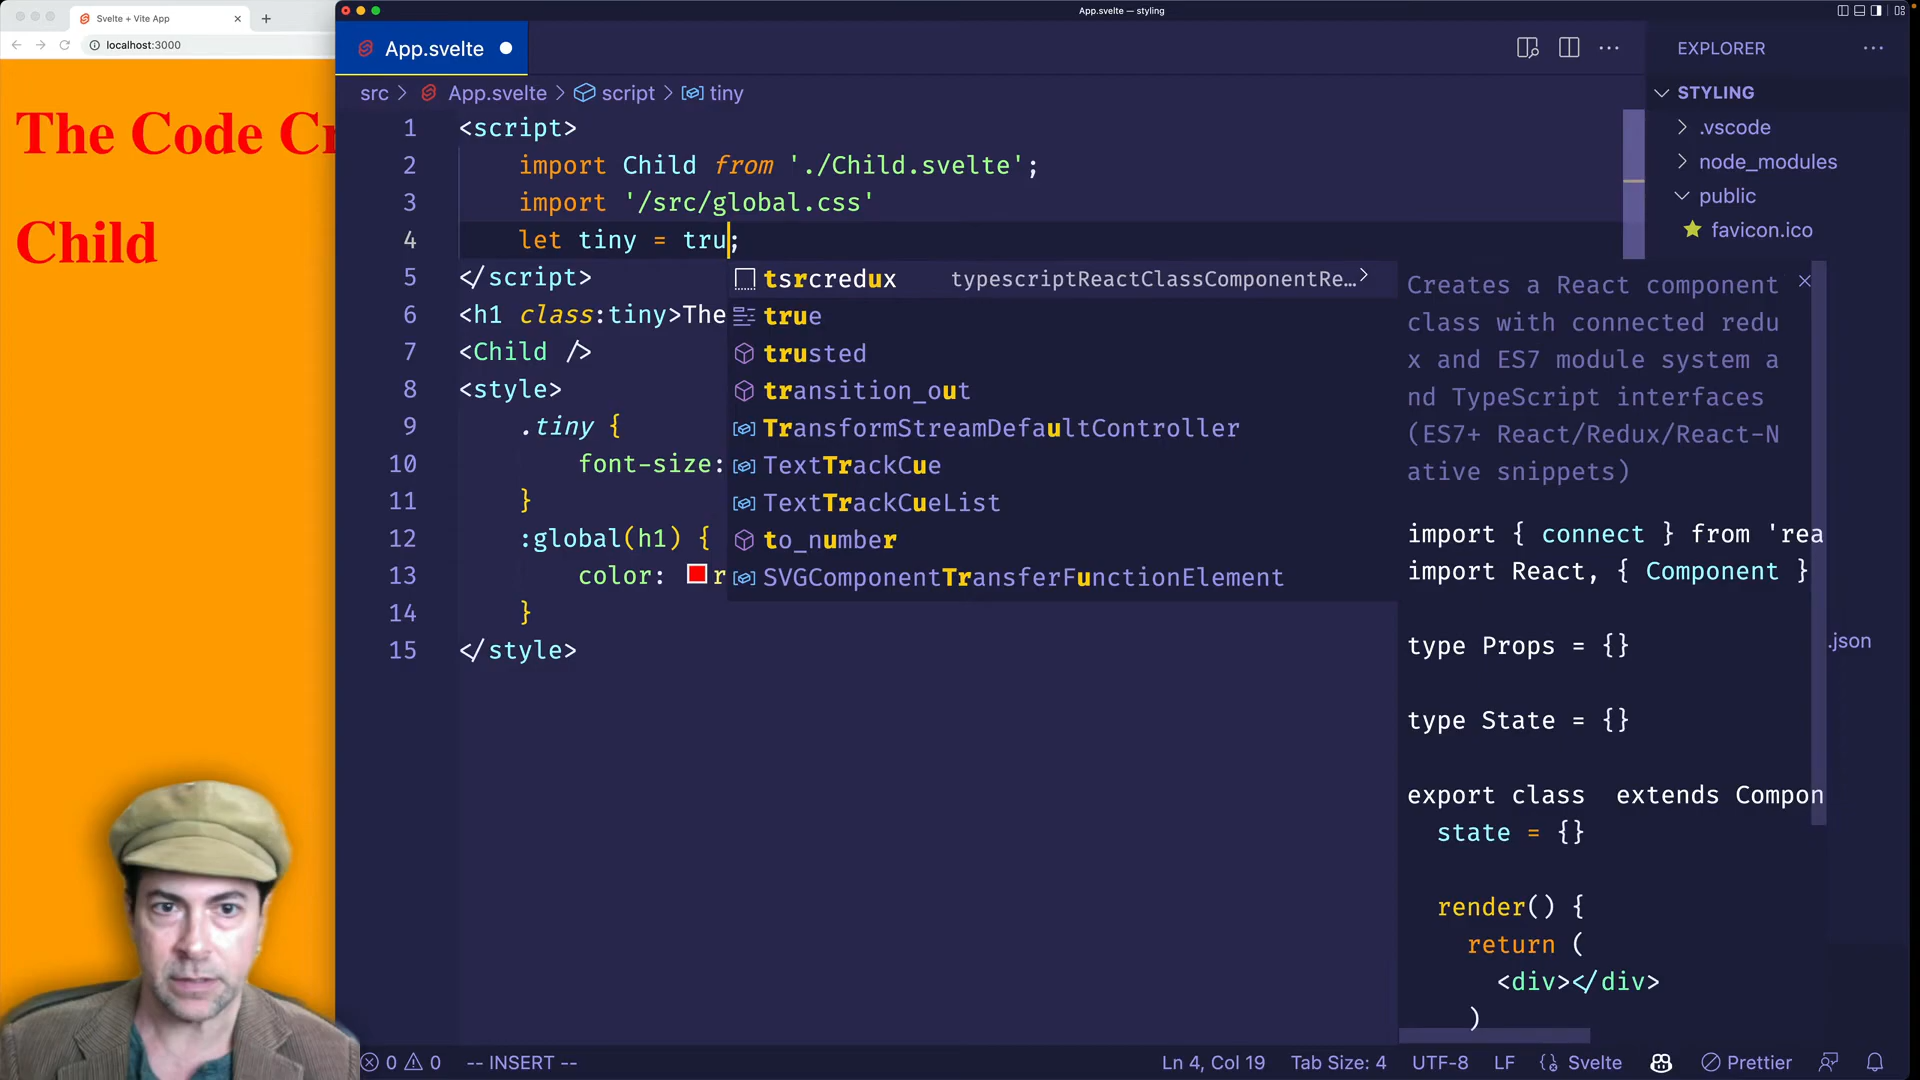 Svelte + Vite App
localhost:3000
The Code Cr
Child
App.svelte — styling
App.svelte
src > App.svelte > script > tiny
1 <script>
2 import Child from './Child.svelte';
3 import '/src/global.css'
4 let tiny = tru;
5 </script>
6 <h1 class:tiny>The
7 <Child />
8 <style>
9 .tiny {
10 font-size:
11 }
12 :global(h1) {
13 color: r
14 }
15 </style>
tsrcredux typescriptReactClassComponentRe…
true
trusted
transition_out
TransformStreamDefaultController
TextTrackCue
TextTrackCueList
to_number
SVGComponentTransferFunctionElement
Creates a React component
class with connected redu
x and ES7 module system a
nd TypeScript interfaces
(ES7+ React/Redux/React-N
ative snippets)
import { connect } from 'rea
import React, { Component }
type Props = {}
type State = {}
export class  extends Compon
state = {}
render() {
return (
<div></div>
)
EXPLORER
STYLING
.vscode
node_modules
public
favicon.ico
.json
0 0 -- INSERT -- Ln 4, Col 19 Tab Size: 4 UTF-8 LF Svelte Prettier